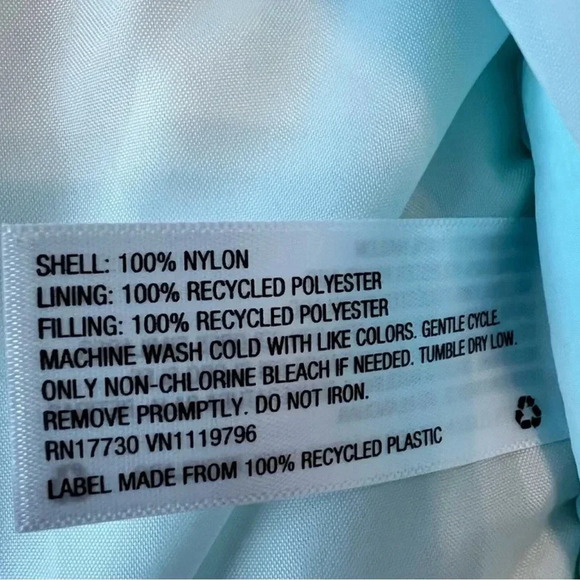 SHELL: 100% NYLON
LINING: 100% RECYCLED POLYESTER
FILLING: 100% RECYCLED POLYESTER
MACHINE WASH COLD WITH LIKE COLORS. GENTLE CYCLE.
ONLY NON-CHLORINE BLEACH IF NEEDED. TUMBLE DRY LOW.
REMOVE PROMPTLY. DO NOT IRON.
RN17730 VN1119796
LABEL MADE FROM 100% RECYCLED PLASTIC